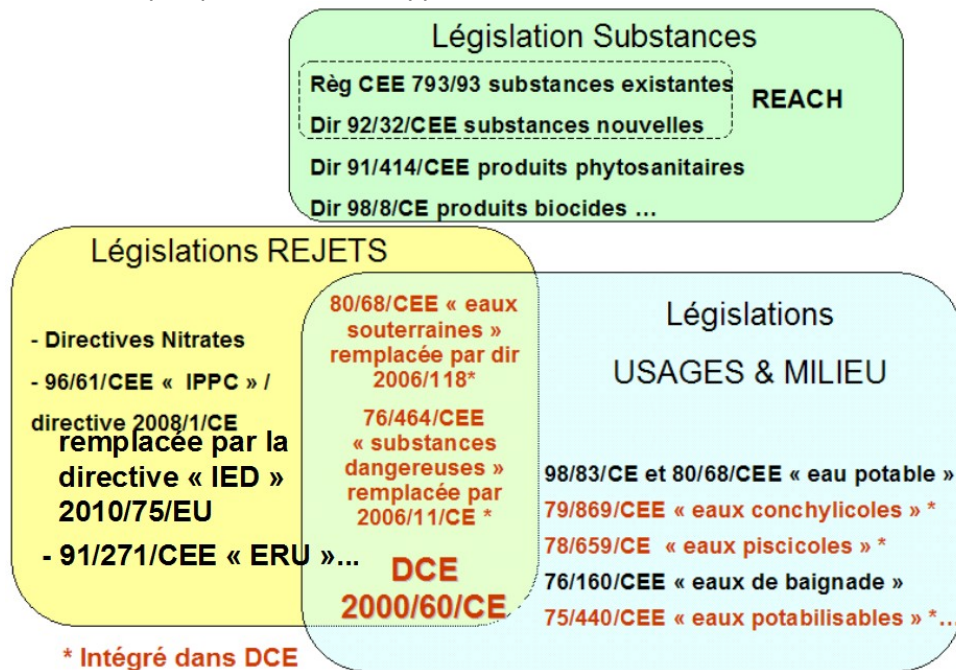 Législation Substances
Règ CEE 793/93 substances existantes
REACH
Dir 92/32/CEE substances nouvelles
Dir 91/414/CEE produits phytosanitaires
Dir 98/8/CE produits biocides ...
Législations REJETS
- Directives Nitrates
- 96/61/CEE « IPPC » /
directive 2008/1/CE
remplacée par la
directive « IED »
2010/75/EU
- 91/271/CEE « ERU »...
80/68/CEE « eaux
souterraines »
remplacée par dir
2006/118*
76/464/CEE
« substances
dangereuses »
remplacée par
2006/11/CE *
DCE
2000/60/CE
Législations
USAGES & MILIEU
98/83/CE et 80/68/CEE « eau potable »
79/869/CEE « eaux conchylicoles » *
78/659/CE « eaux piscicoles » *
76/160/CEE « eaux de baignade »
75/440/CEE « eaux potabilisables » *...
* Intégré dans DCE